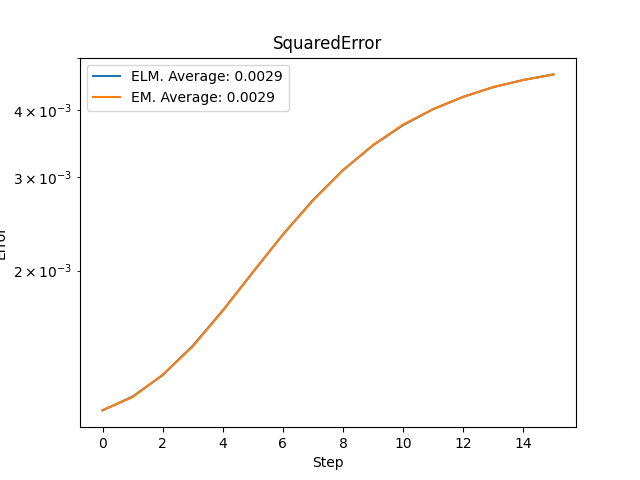 SquaredError
ELM. Average: 0.0029
EM. Average: 0.0029
4 × 10⁻³
3 × 10⁻³
2 × 10⁻³
Error
0 2 4 6 8 10 12 14
Step